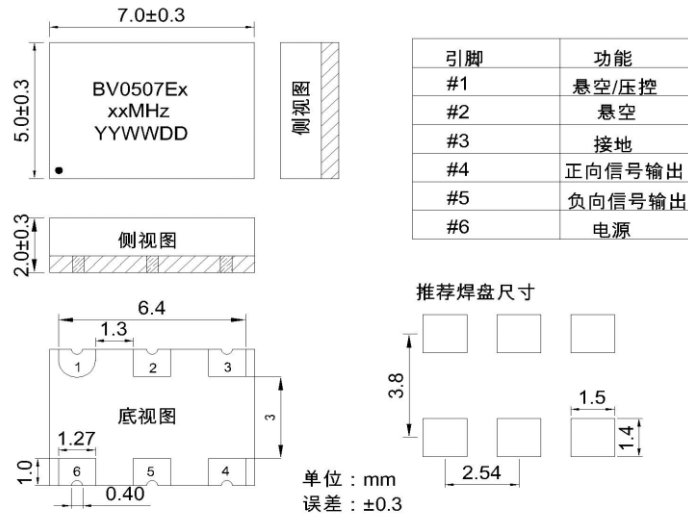 7.0±0.3
5.0±0.3
BV0507Ex
xxMHz
YYWWDD
侧视图
2.0±0.3
侧视图
引脚 功能
#1 悬空/压控
#2 悬空
#3 接地
#4 正向信号输出
#5 负向信号输出
#6 电源
6.4
1.3
1 2 3
底视图
3
1.27
1.0
6 5 4
0.40
推荐焊盘尺寸
3.8
1.5
1.4
2.54
单位：mm
误差：±0.3